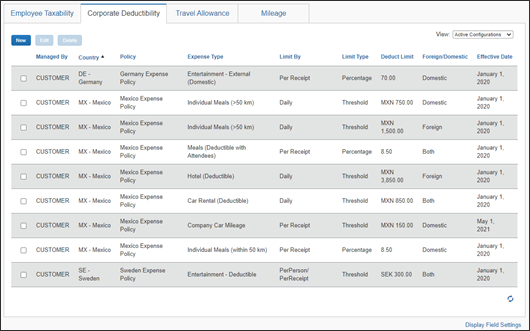 Employee Taxability Corporate Deductibility Travel Allowance Mileage
View: Active Configurations
New Edit Delete
Managed By Country Policy Expense Type Limit By Limit Type Deduct Limit Foreign/Domestic Effective Date
CUSTOMER DE - Germany Germany Expense Policy Entertainment - External (Domestic) Per Receipt Percentage 70.00 Domestic January 1, 2020
CUSTOMER MX - Mexico Mexico Expense Policy Individual Meals (>50 km) Daily Threshold MXN 750.00 Domestic January 1, 2020
CUSTOMER MX - Mexico Mexico Expense Policy Individual Meals (>50 km) Daily Threshold MXN 1,500.00 Foreign January 1, 2020
CUSTOMER MX - Mexico Mexico Expense Policy Meals (Deductible with Attendees) Per Receipt Percentage 8.50 Both January 1, 2020
CUSTOMER MX - Mexico Mexico Expense Policy Hotel (Deductible) Daily Threshold MXN 3,850.00 Foreign January 1, 2020
CUSTOMER MX - Mexico Mexico Expense Policy Car Rental (Deductible) Daily Threshold MXN 850.00 Both January 1, 2020
CUSTOMER MX - Mexico Mexico Expense Policy Company Car Mileage Per Receipt Threshold MXN 150.00 Domestic May 1, 2021
CUSTOMER MX - Mexico Mexico Expense Policy Individual Meals (within 50 km) Per Receipt Percentage 8.50 Domestic January 1, 2020
CUSTOMER SE - Sweden Sweden Expense Policy Entertainment - Deductible PerPerson/PerReceipt Threshold SEK 300.00 Both January 1, 2020
Display Field Settings